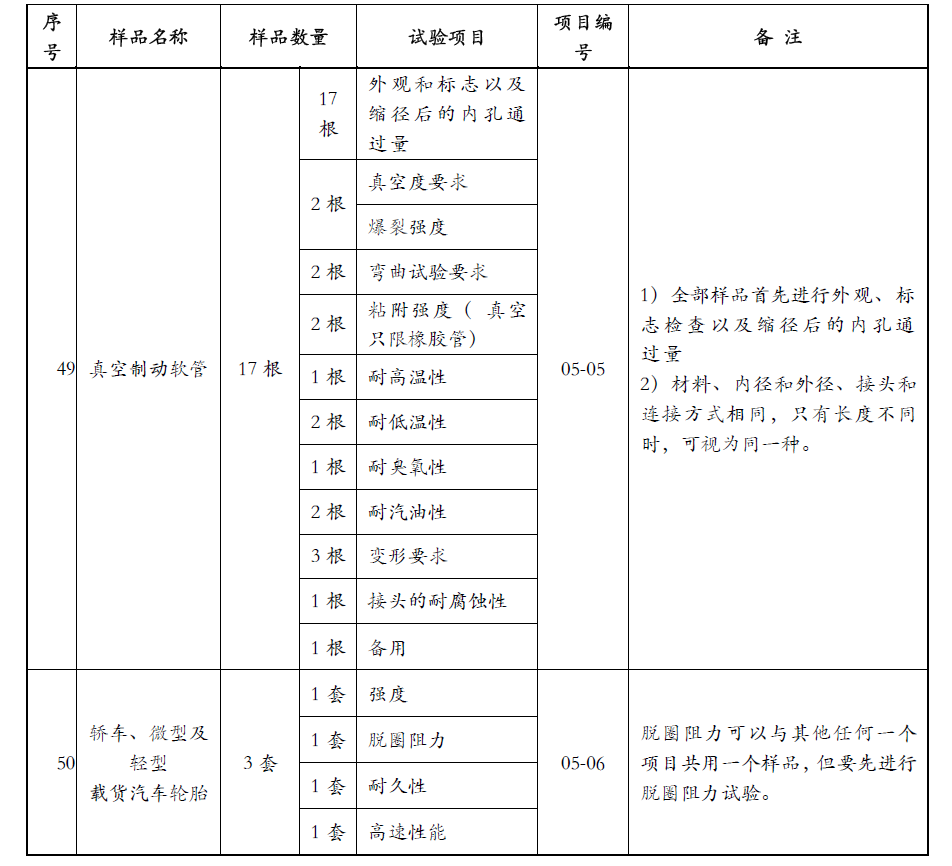 序号
样品名称
样品数量
试验项目
项目编号
备 注
49
真空制动软管
17 根
17
根
外观和标志以及
缩径后的内孔通
过量
2 根
真空度要求
爆裂强度
2 根
弯曲试验要求
2 根
粘附强度（ 真空
只限橡胶管）
1 根
耐高温性
2 根
耐低温性
1 根
耐臭氧性
2 根
耐汽油性
3 根
变形要求
1 根
接头的耐腐蚀性
1 根
备用
05-05
1）全部样品首先进行外观、标
志检查以及缩径后的内孔通
过量
2）材料、内径和外径、接头和
连接方式相同，只有长度不同
时，可视为同一种。
50
轿车、微型及
轻型
载货汽车轮胎
3 套
1 套
强度
1 套
脱圈阻力
1 套
耐久性
1 套
高速性能
05-06
脱圈阻力可以与其他任何一个
项目共用一个样品，但要先进行
脱圈阻力试验。